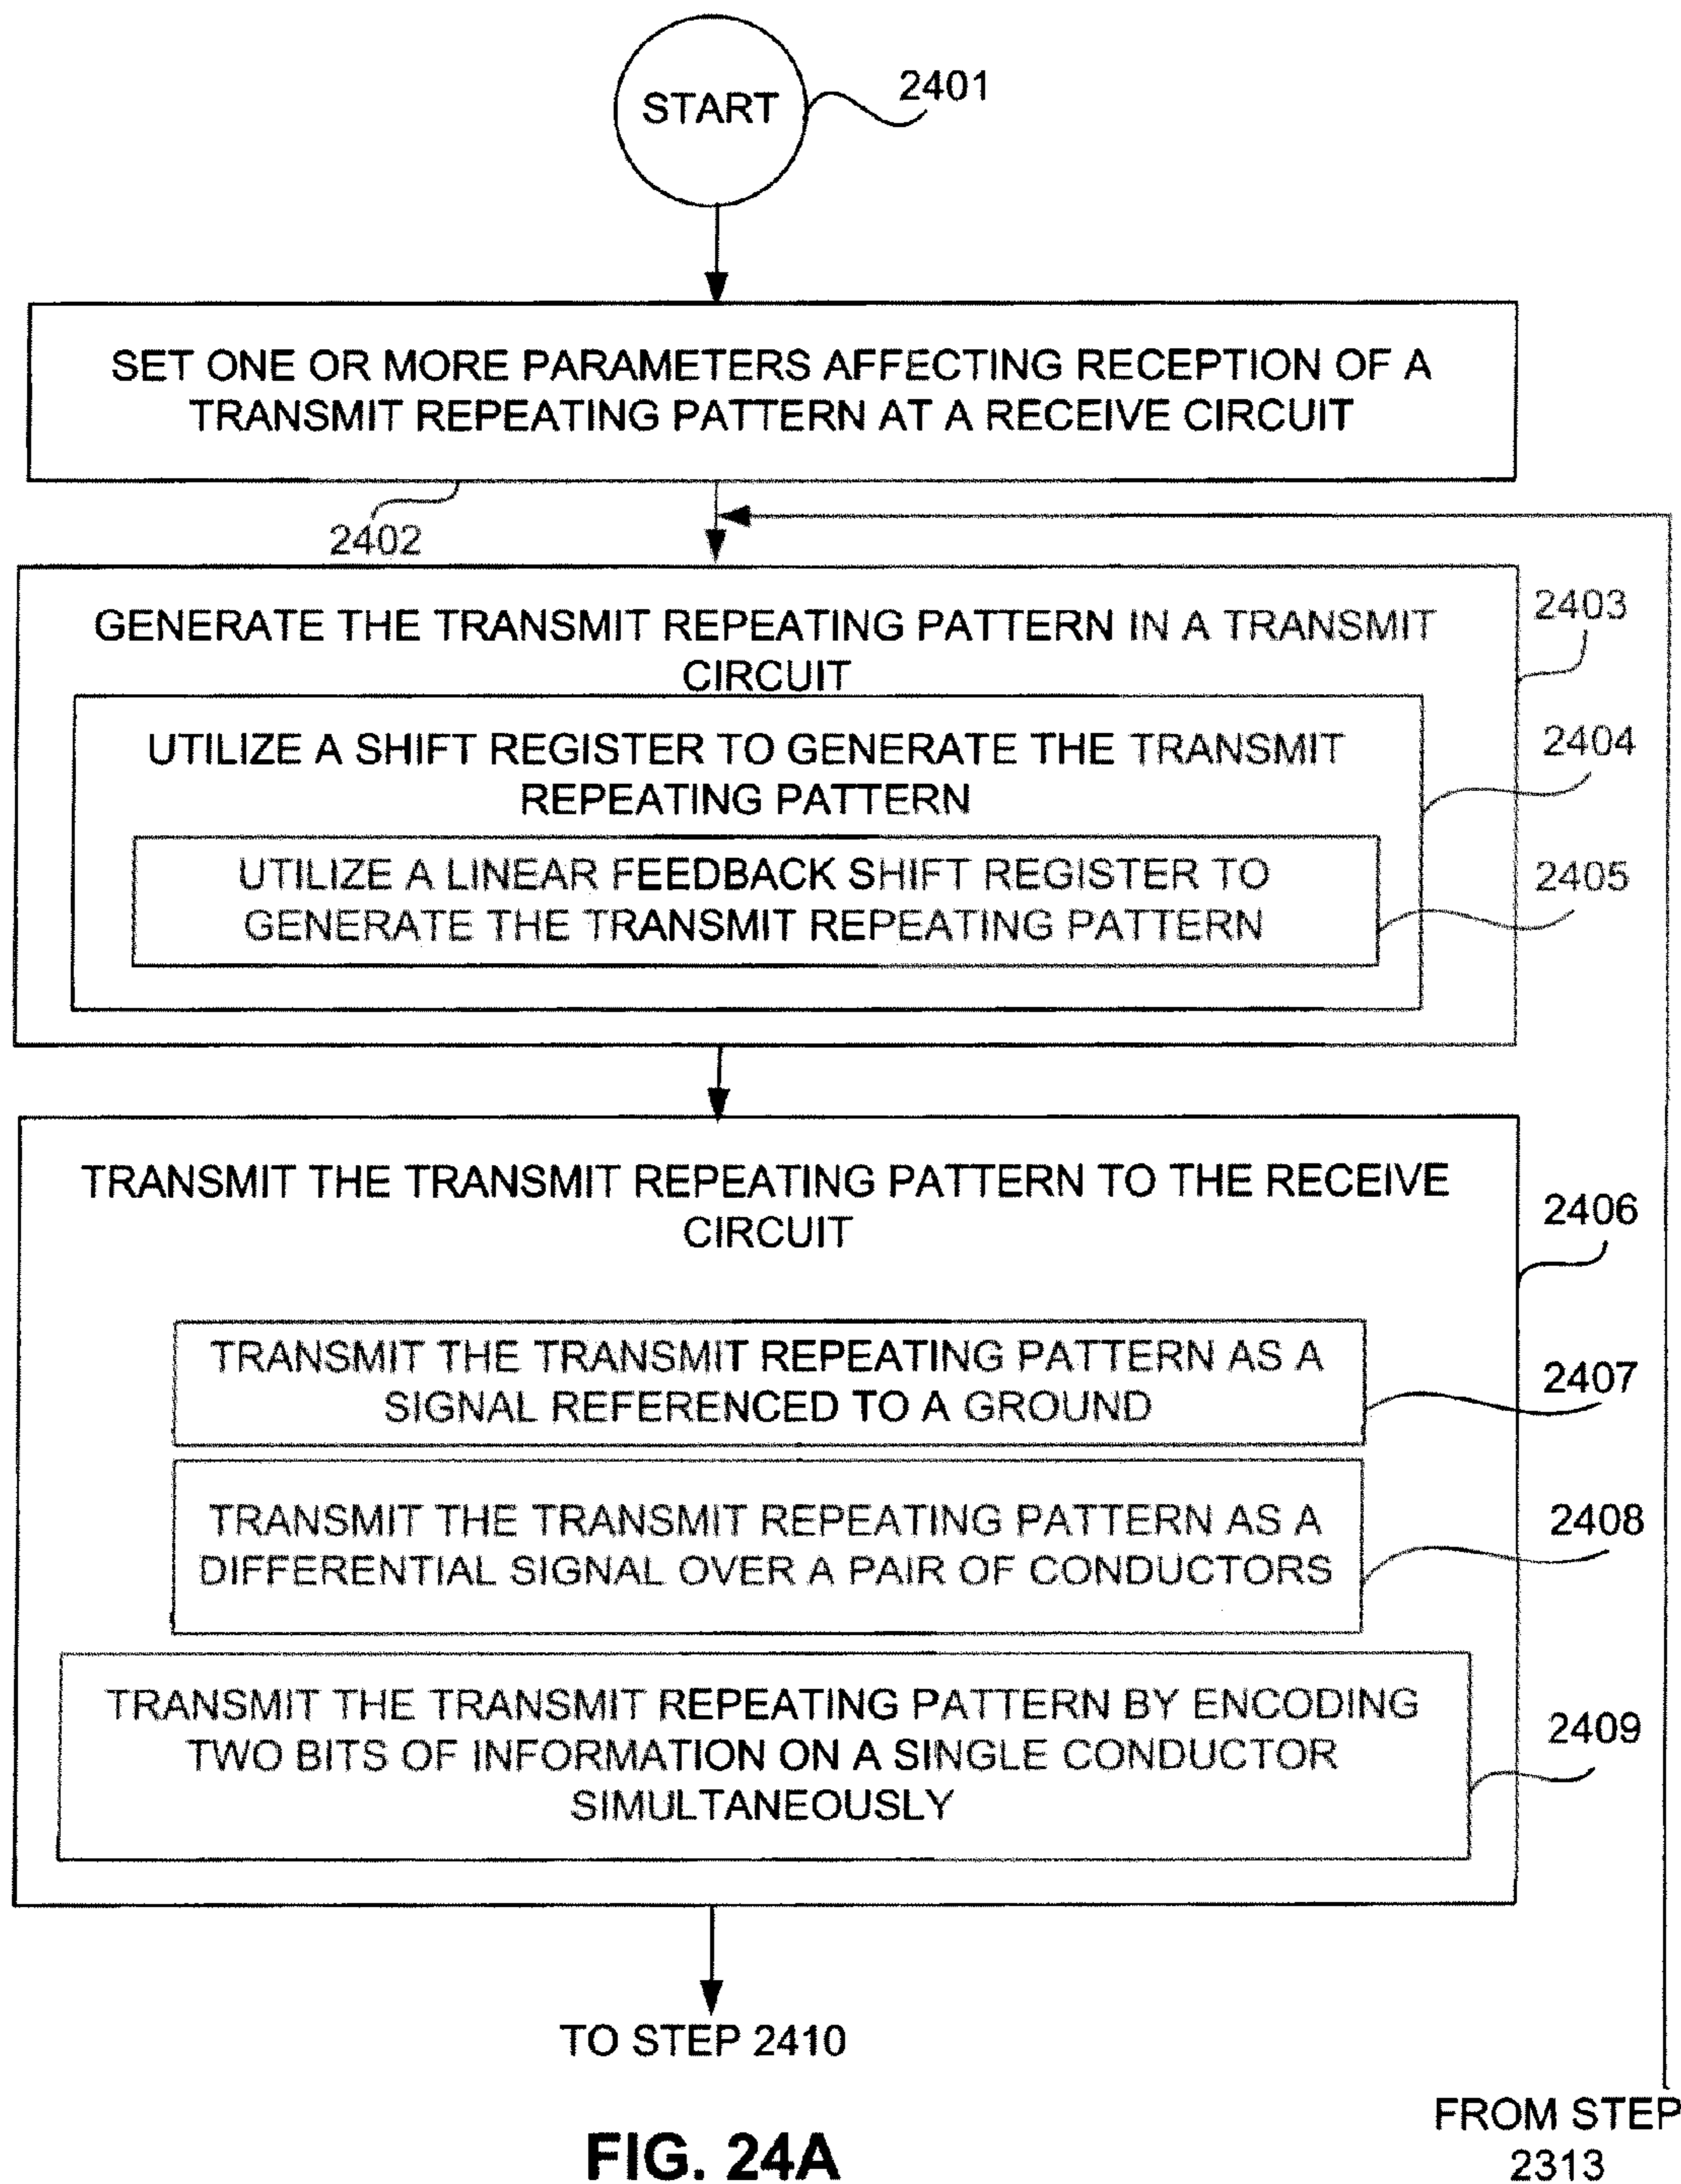 START
2401
SET ONE OR MORE PARAMETERS AFFECTING RECEPTION OF A
TRANSMIT REPEATING PATTERN AT A RECEIVE CIRCUIT
2402
GENERATE THE TRANSMIT REPEATING PATTERN IN A TRANSMIT
CIRCUIT
2403
UTILIZE A SHIFT REGISTER TO GENERATE THE TRANSMIT
REPEATING PATTERN
2404
UTILIZE A LINEAR FEEDBACK SHIFT REGISTER TO
GENERATE THE TRANSMIT REPEATING PATTERN
2405
TRANSMIT THE TRANSMIT REPEATING PATTERN TO THE RECEIVE
CIRCUIT
2406
TRANSMIT THE TRANSMIT REPEATING PATTERN AS A
SIGNAL REFERENCED TO A GROUND
2407
TRANSMIT THE TRANSMIT REPEATING PATTERN AS A
DIFFERENTIAL SIGNAL OVER A PAIR OF CONDUCTORS
2408
TRANSMIT THE TRANSMIT REPEATING PATTERN BY ENCODING
TWO BITS OF INFORMATION ON A SINGLE CONDUCTOR
SIMULTANEOUSLY
2409
TO STEP 2410
FROM STEP
2313
FIG. 24A